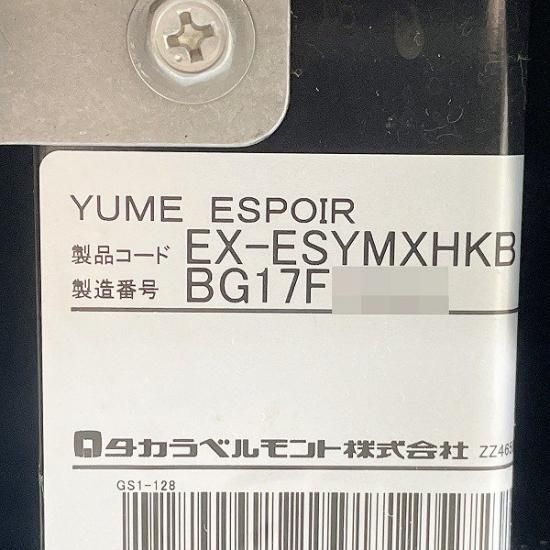 YUME ESPOIR
製品コード EX-ESYMXHKB
製造番号 BG17F
タカラベルモント株式会社 ZZ465
GS1-128